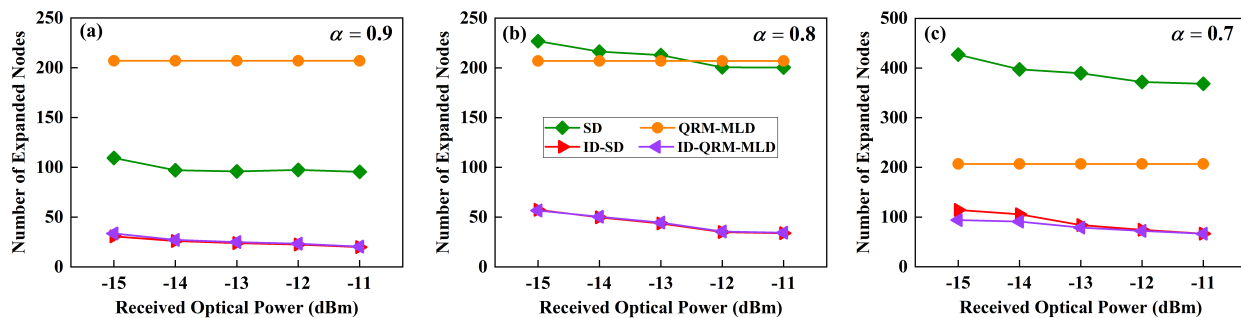 (a)
α = 0.9
Number of Expanded Nodes
250
200
150
100
50
0
-15 -14 -13 -12 -11
Received Optical Power (dBm)
(b)
α = 0.8
Number of Expanded Nodes
250
200
150
100
50
0
SD QRM-MLD
ID-SD ID-QRM-MLD
-15 -14 -13 -12 -11
Received Optical Power (dBm)
(c)
α = 0.7
Number of Expanded Nodes
500
400
300
200
100
0
-15 -14 -13 -12 -11
Received Optical Power (dBm)